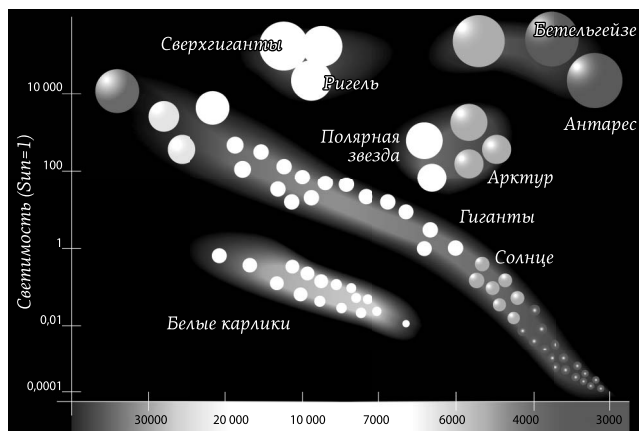 Сверхгиганты
Бетельгейзе
Ригель
Антарес
Полярная
звезда
Арктур
Гиганты
Солнце
Белые карлики
Светимость (Sun=1)
10 000
100
1
0,01
0,0001
30000 20 000 10 000 7000 6000 4000 3000